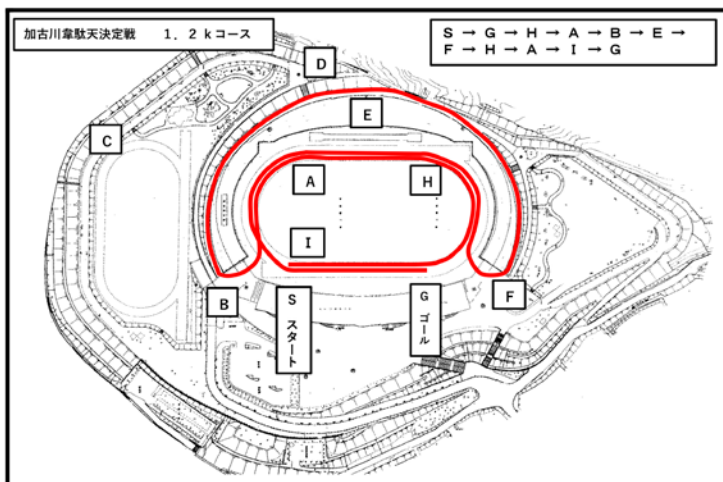 加古川韋駄天決定戦　１．２ｋコース
Ｓ → Ｇ → Ｈ → Ａ → Ｂ → Ｅ →
Ｆ → Ｈ → Ａ → Ｉ → Ｇ
D
E
C
A
H
I
B
S スタート
G ゴール
F